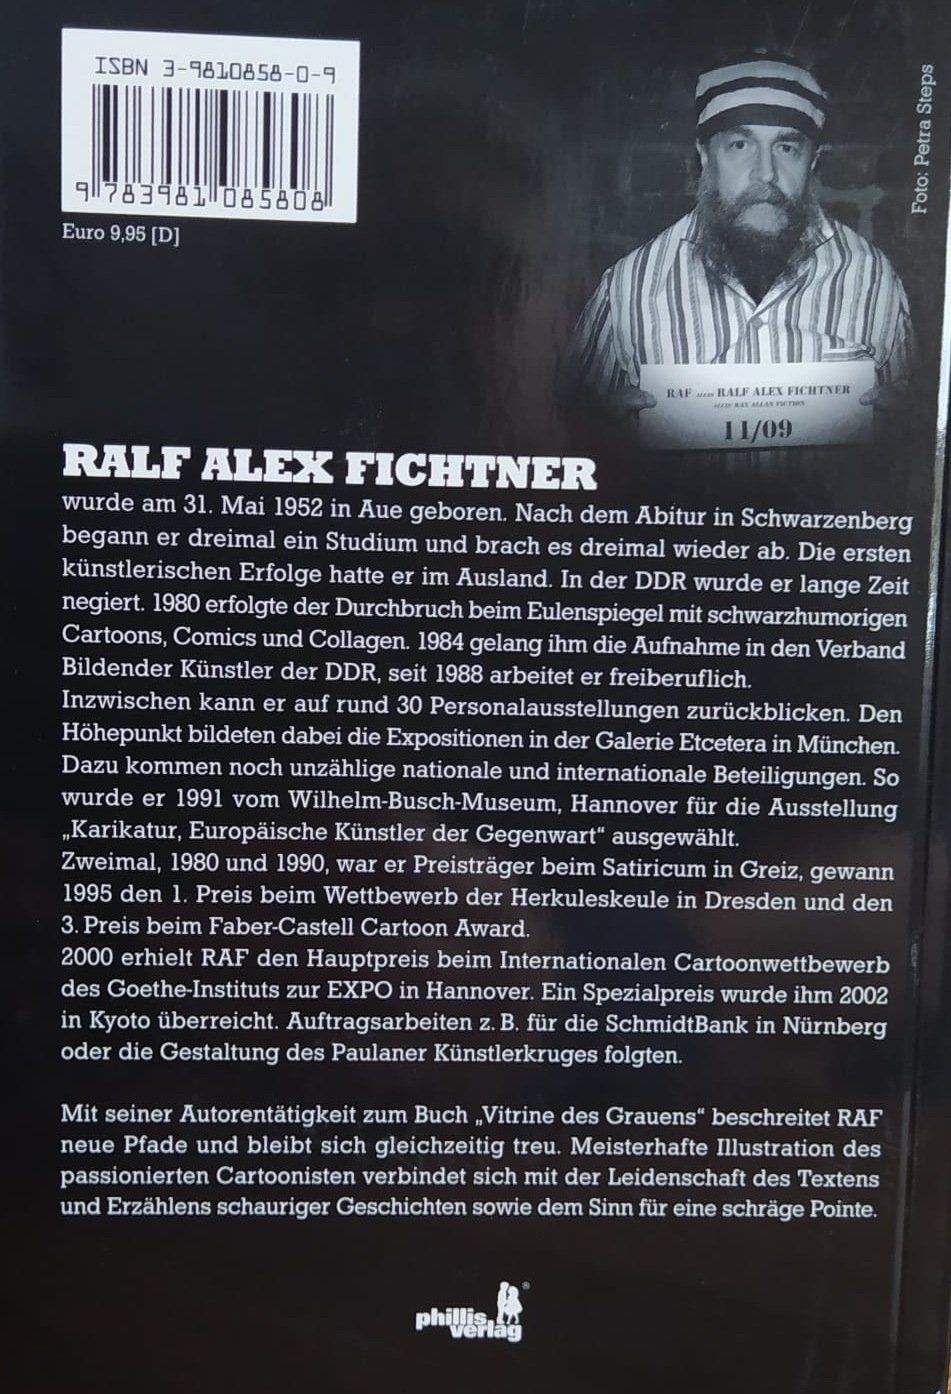 ISBN 3-9810858-0-9
9 783981 085808
Euro 9,95 [D]
Foto: Petra Steps
RAF alias RALF ALEX FICHTNER
alias RAY ALLAN FICTION
11/09
RALF ALEX FICHTNER
wurde am 31. Mai 1952 in Aue geboren. Nach dem Abitur in Schwarzenberg
begann er dreimal ein Studium und brach es dreimal wieder ab. Die ersten
künstlerischen Erfolge hatte er im Ausland. In der DDR wurde er lange Zeit
negiert. 1980 erfolgte der Durchbruch beim Eulenspiegel mit schwarzhumorigen
Cartoons, Comics und Collagen. 1984 gelang ihm die Aufnahme in den Verband
Bildender Künstler der DDR, seit 1988 arbeitet er freiberuflich.
Inzwischen kann er auf rund 30 Personalausstellungen zurückblicken. Den
Höhepunkt bildeten dabei die Expositionen in der Galerie Etcetera in München.
Dazu kommen noch unzählige nationale und internationale Beteiligungen. So
wurde er 1991 vom Wilhelm-Busch-Museum, Hannover für die Ausstellung
„Karikatur, Europäische Künstler der Gegenwart“ ausgewählt.
Zweimal, 1980 und 1990, war er Preisträger beim Satiricum in Greiz, gewann
1995 den 1. Preis beim Wettbewerb der Herkuleskeule in Dresden und den
3. Preis beim Faber-Castell Cartoon Award.
2000 erhielt RAF den Hauptpreis beim Internationalen Cartoonwettbewerb
des Goethe-Instituts zur EXPO in Hannover. Ein Spezialpreis wurde ihm 2002
in Kyoto überreicht. Auftragsarbeiten z. B. für die SchmidtBank in Nürnberg
oder die Gestaltung des Paulaner Künstlerkruges folgten.
Mit seiner Autorentätigkeit zum Buch „Vitrine des Grauens“ beschreitet RAF
neue Pfade und bleibt sich gleichzeitig treu. Meisterhafte Illustration des
passionierten Cartoonisten verbindet sich mit der Leidenschaft des Textens
und Erzählens schauriger Geschichten sowie dem Sinn für eine schräge Pointe.
phillis
verlag
®